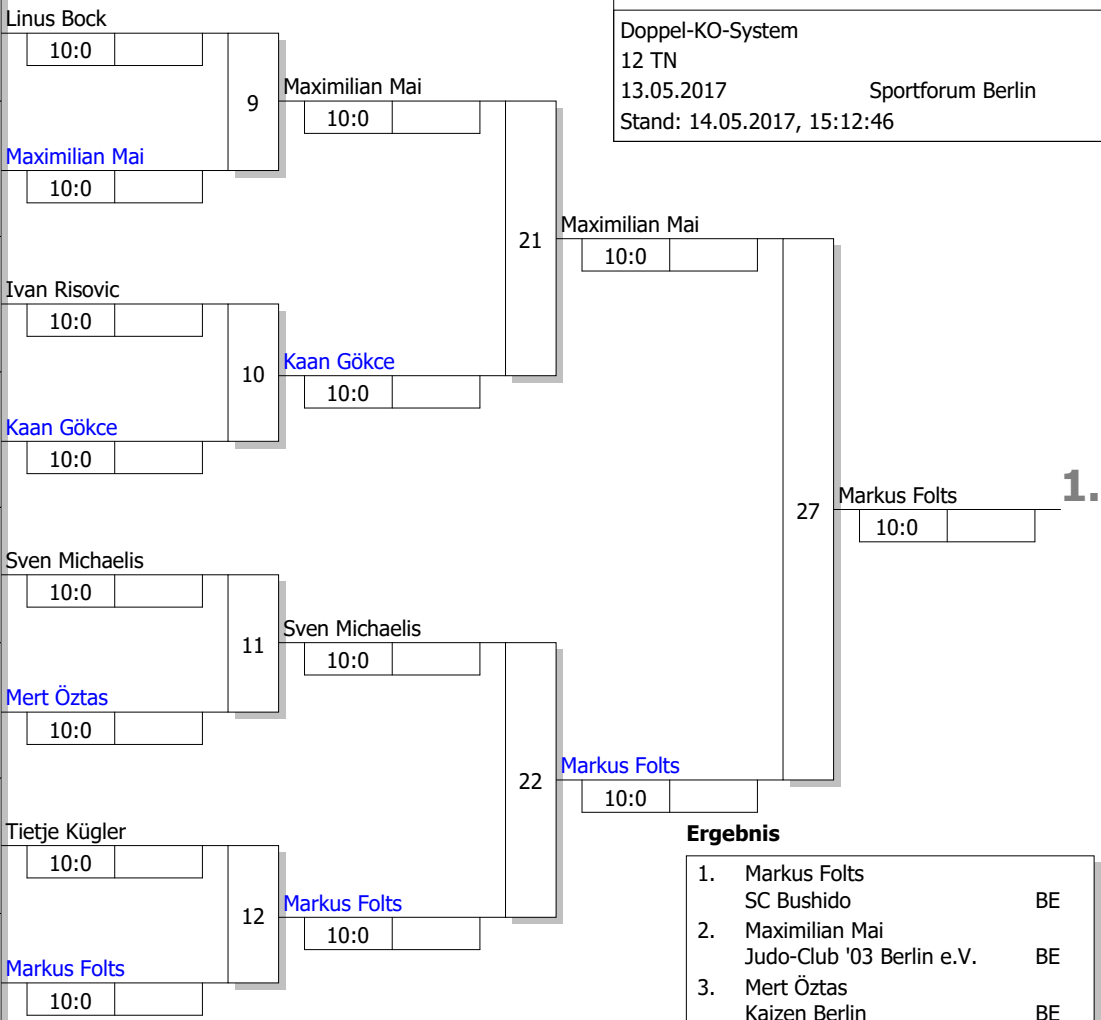 Linus Bock
10:0
9
Maximilian Mai
10:0
Maximilian Mai
10:0
Doppel-KO-System
12 TN
13.05.2017 Sportforum Berlin
Stand: 14.05.2017, 15:12:46
21
Maximilian Mai
10:0
Ivan Risovic
10:0
10
Kaan Gökce
10:0
Kaan Gökce
10:0
27
Markus Folts
10:0
1.
Sven Michaelis
10:0
11
Sven Michaelis
10:0
Mert Öztas
10:0
22
Markus Folts
10:0
Tietje Kügler
10:0
12
Markus Folts
10:0
Markus Folts
10:0
Ergebnis
1. Markus Folts
SC Bushido BE
2. Maximilian Mai
Judo-Club '03 Berlin e.V. BE
3. Mert Öztas
Kaizen Berlin BE